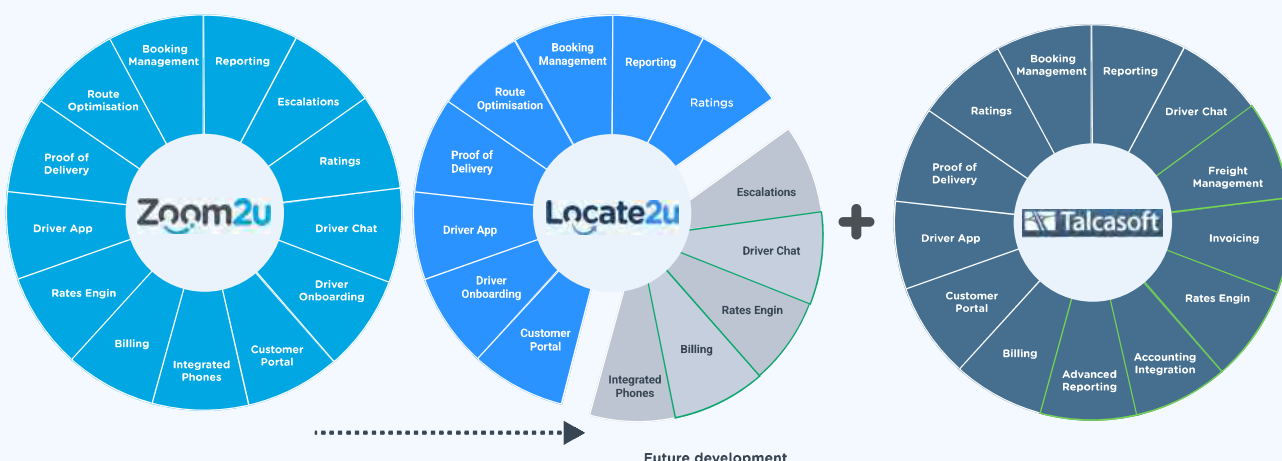 Booking
Management
Reporting
Escalations
Ratings
Driver Chat
Driver
Onboarding
Customer
Portal
Integrated
Phones
Billing
Rates Engin
Driver App
Proof of
Delivery
Route
Optimisation
Zoom2u
Booking
Management
Reporting
Ratings
Escalations
Driver Chat
Rates Engin
Billing
Integrated
Phones
Customer
Portal
Driver
Onboarding
Driver App
Proof of
Delivery
Route
Optimisation
Locate2u
Booking
Management
Reporting
Driver Chat
Freight
Management
Invoicing
Rates Engin
Accounting
Integration
Advanced
Reporting
Billing
Customer
Portal
Driver App
Proof of
Delivery
Ratings
Talcasoft
Future development